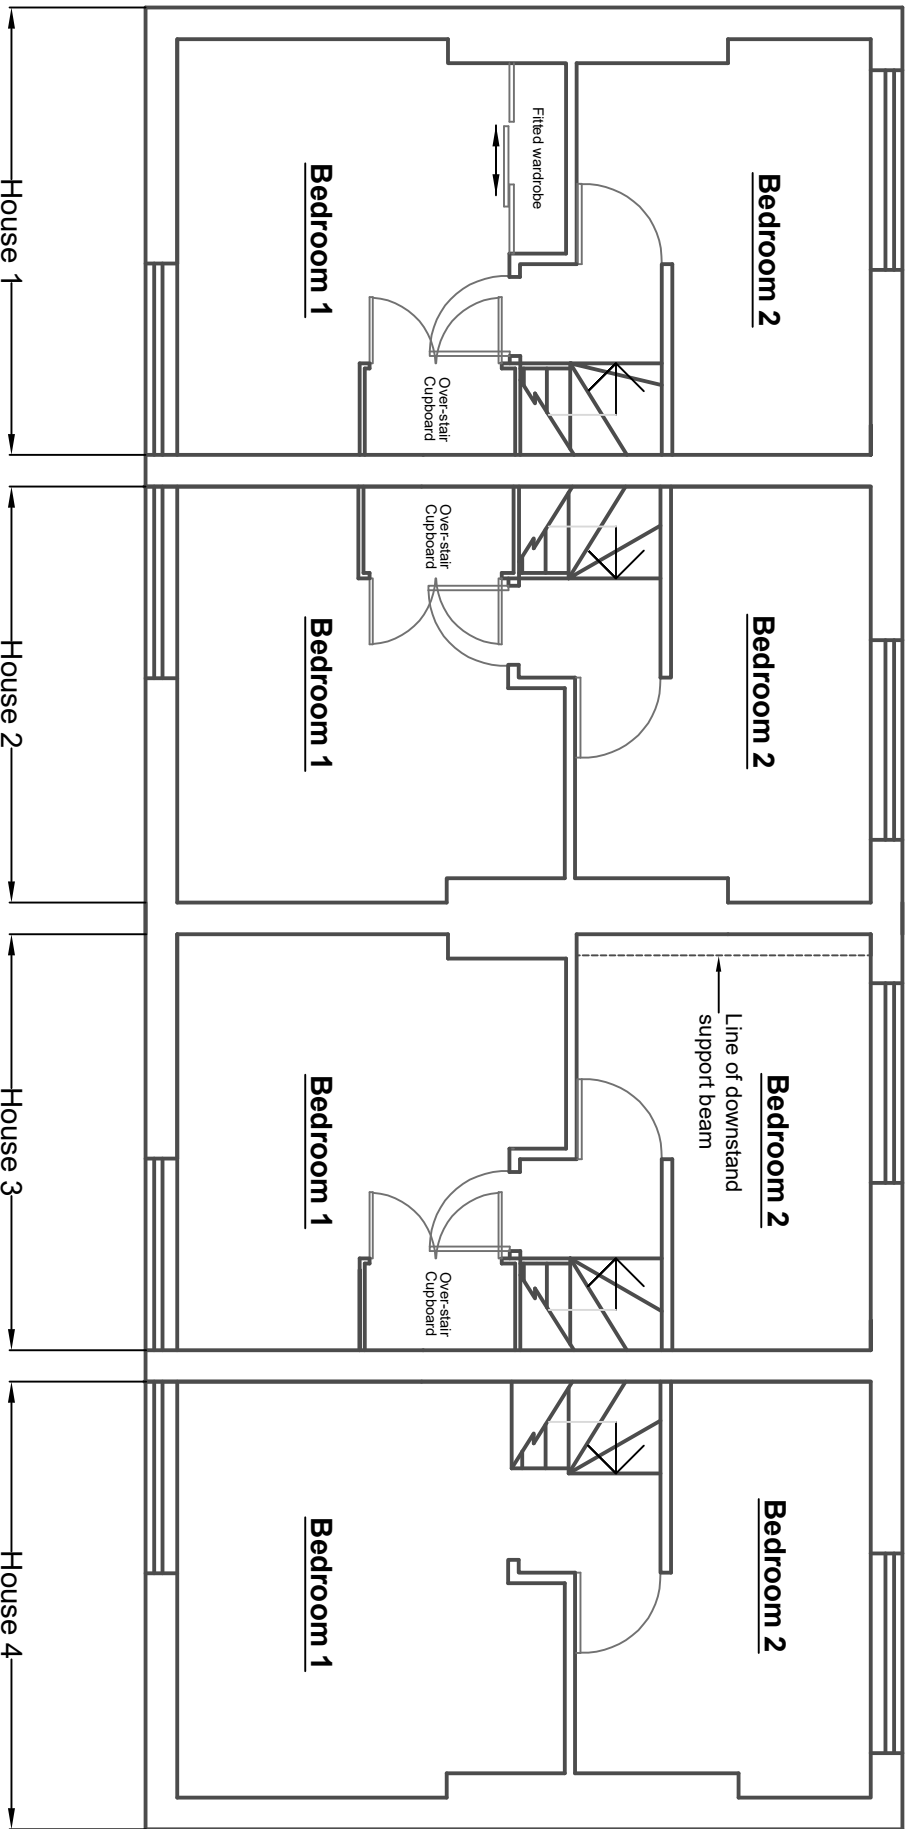 Bedroom 2
Fitted wardrobe
Bedroom 1
Over-stair
Cupboard
House 1
Bedroom 2
Over-stair
Cupboard
Bedroom 1
House 2
Bedroom 2
Line of downstand
support beam
Bedroom 1
Over-stair
Cupboard
House 3
Bedroom 2
Bedroom 1
House 4